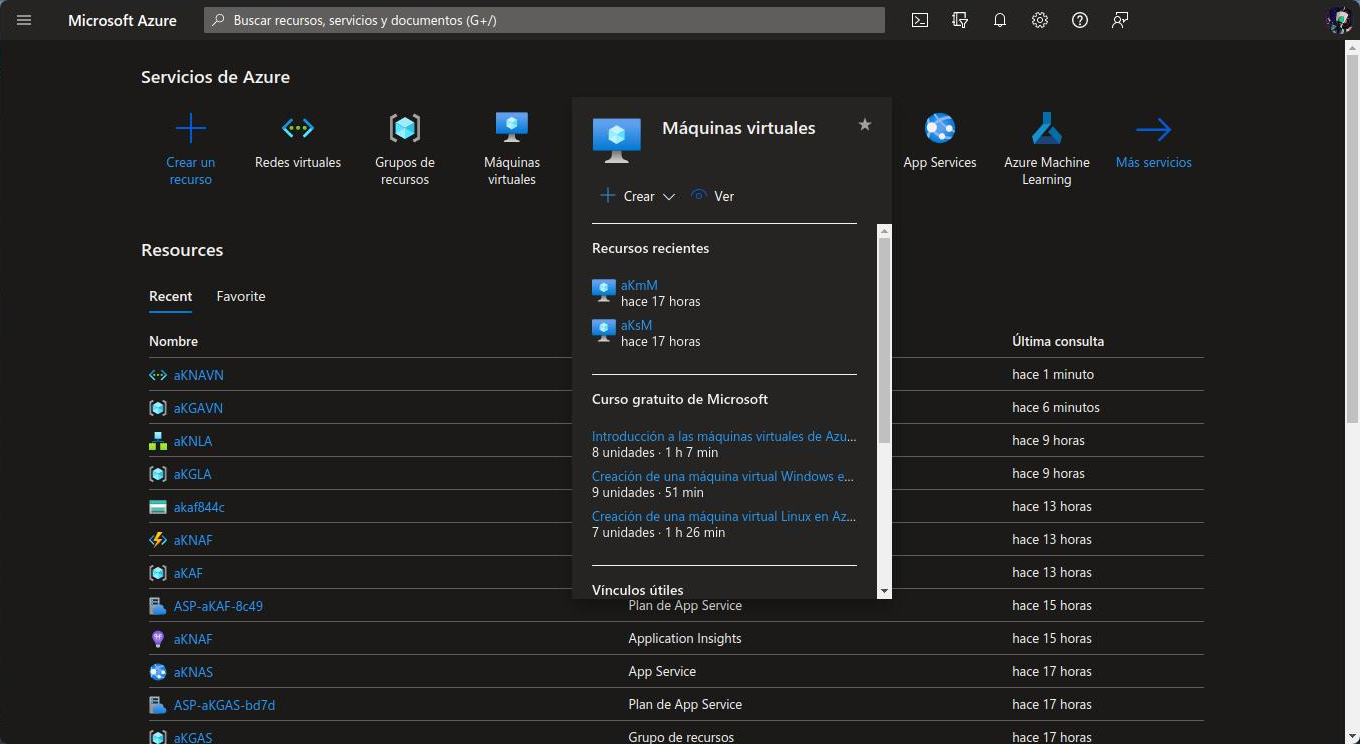 Microsoft Azure
Buscar recursos, servicios y documentos (G+/)
Servicios de Azure
Crear un
recurso
Redes virtuales
Grupos de
recursos
Máquinas
virtuales
App Services
Azure Machine
Learning
Más servicios
Máquinas virtuales
Crear
Ver
Recursos recientes
aKmM
hace 17 horas
aKsM
hace 17 horas
Curso gratuito de Microsoft
Introducción a las máquinas virtuales de Azu...
8 unidades · 1 h 7 min
Creación de una máquina virtual Windows e...
9 unidades · 51 min
Creación de una máquina virtual Linux en Az...
7 unidades · 1 h 26 min
Vínculos útiles
Resources
Recent Favorite
Nombre Última consulta
aKNAVN hace 1 minuto
aKGAVN hace 6 minutos
aKNLA hace 9 horas
aKGLA hace 9 horas
akaf844c hace 13 horas
aKNAF hace 13 horas
aKAF hace 13 horas
ASP-aKAF-8c49 Plan de App Service hace 15 horas
aKNAF Application Insights hace 15 horas
aKNAS App Service hace 17 horas
ASP-aKGAS-bd7d Plan de App Service hace 17 horas
aKGAS Grupo de recursos hace 17 horas